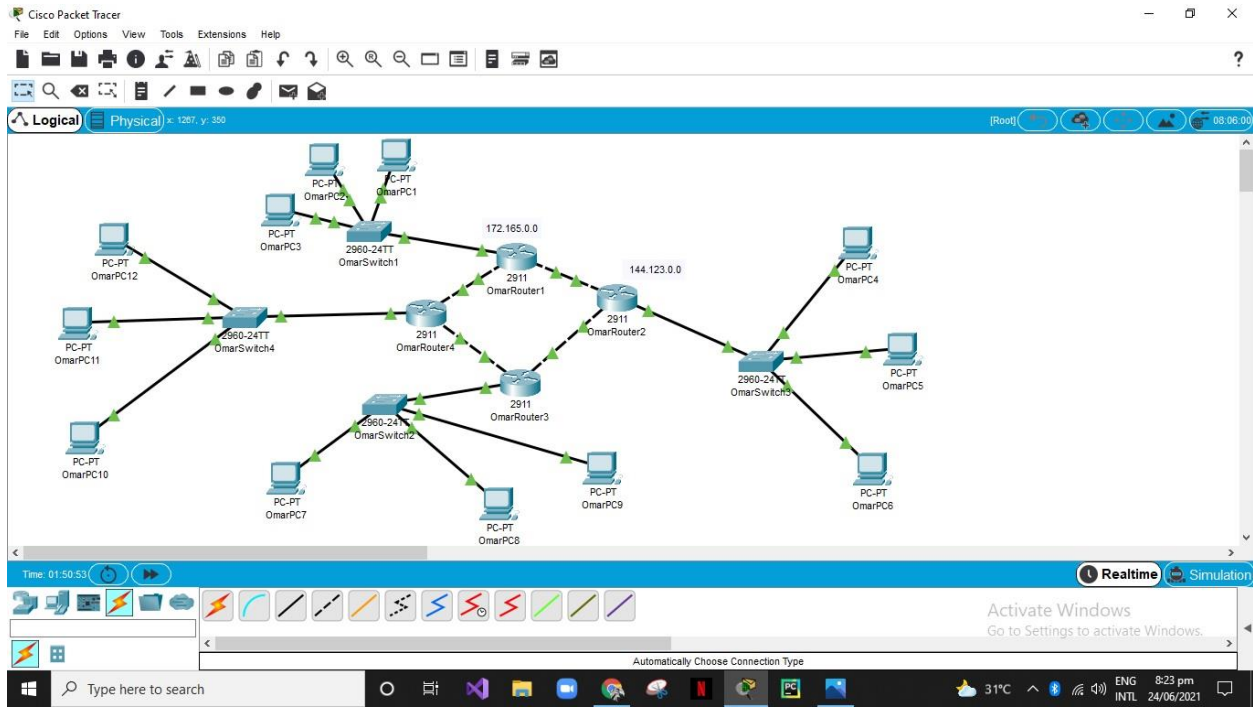 Cisco Packet Tracer
File Edit Options View Tools Extensions Help
?
Logical Physical x: 1267, y: 350 [Root] 08:06:00
PC-PT
OmarPC2
PC-PT
OmarPC1
PC-PT
OmarPC3
2960-24TT
OmarSwitch1
172.165.0.0
2911
OmarRouter1
144.123.0.0
2911
OmarRouter2
PC-PT
OmarPC4
PC-PT
OmarPC12
PC-PT
OmarPC11
2960-24TT
OmarSwitch4
2911
OmarRouter4
2911
OmarRouter3
2960-24TT
OmarSwitch3
PC-PT
OmarPC5
2960-24TT
OmarSwitch2
PC-PT
OmarPC10
PC-PT
OmarPC7
PC-PT
OmarPC8
PC-PT
OmarPC9
PC-PT
OmarPC6
Time: 01:50:53 Realtime Simulation
Activate Windows
Go to Settings to activate Windows.
Automatically Choose Connection Type
Type here to search 31°C ENG 8:23 pm
INTL 24/06/2021